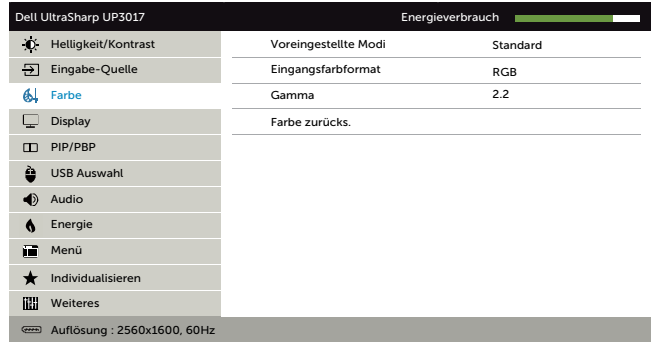 Dell UltraSharp UP3017 Energieverbrauch
Helligkeit/Kontrast Voreingestellte Modi Standard
Eingabe-Quelle Eingangsfarbformat RGB
Farbe Gamma 2.2
Display Farbe zurücks.
PIP/PBP
USB Auswahl
Audio
Energie
Menü
Individualisieren
Weiteres
Auflösung : 2560x1600, 60Hz